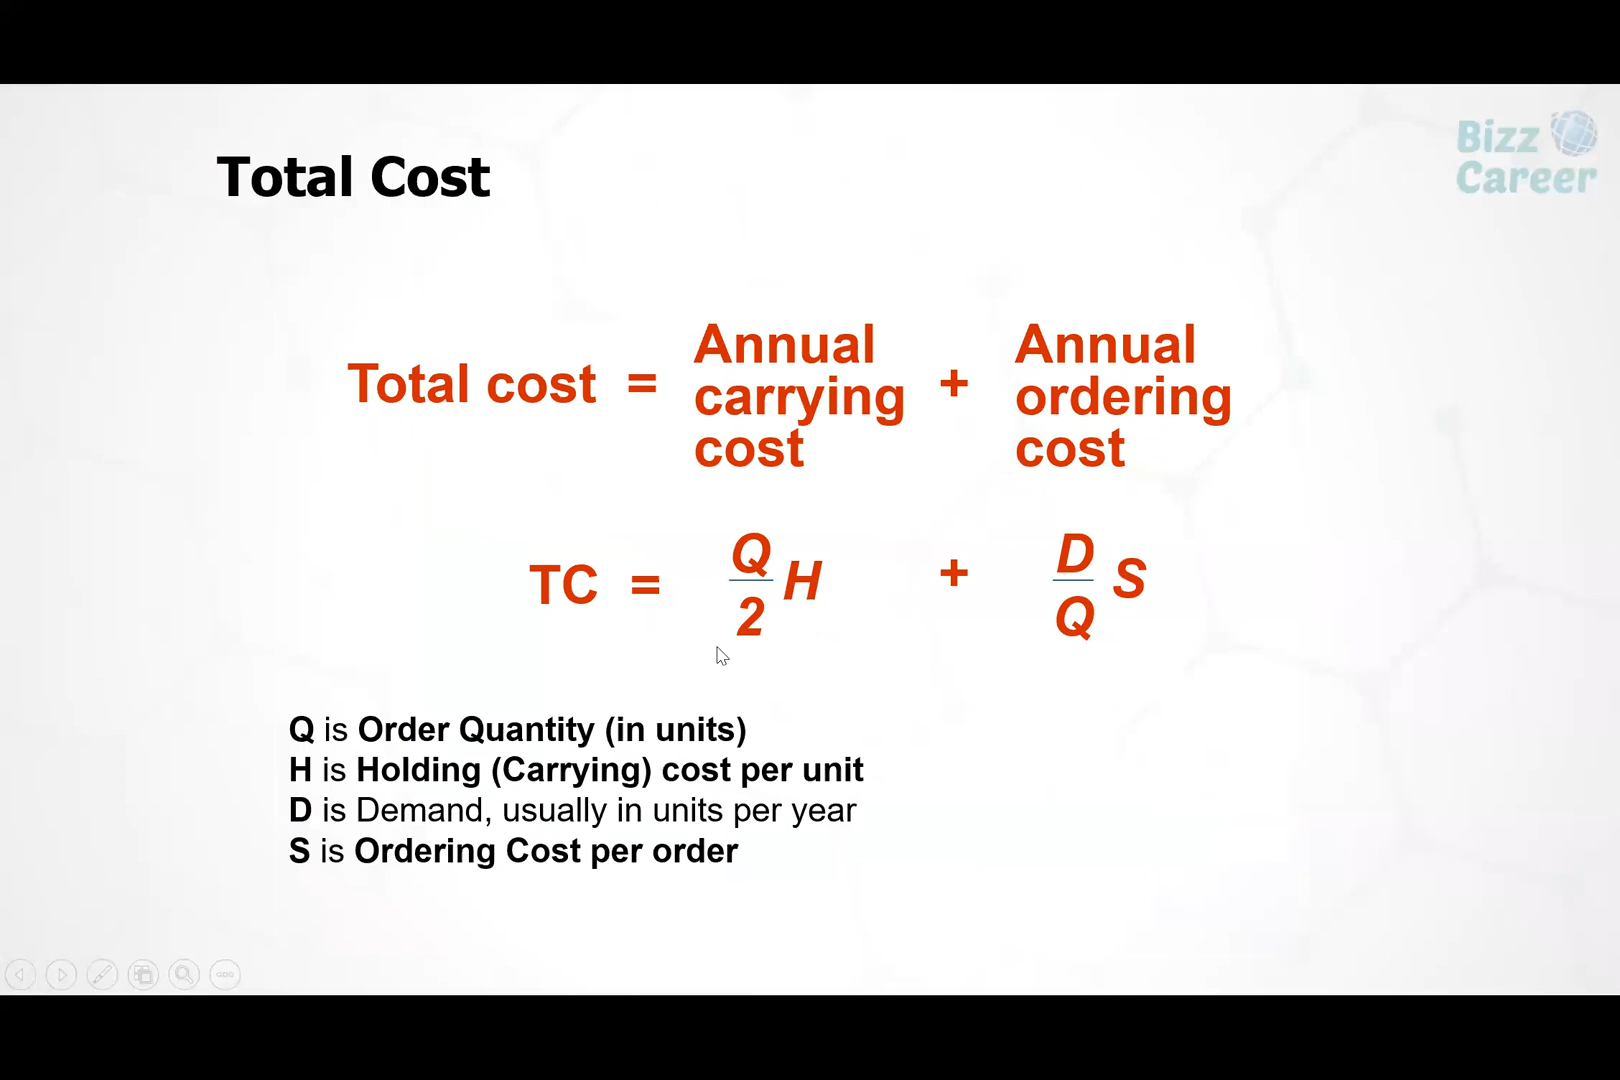 Bizz
Career
Total Cost
Total cost = Annual carrying cost + Annual ordering cost
TC = Q/2 H + D/Q S
Q is Order Quantity (in units)
H is Holding (Carrying) cost per unit
D is Demand, usually in units per year
S is Ordering Cost per order